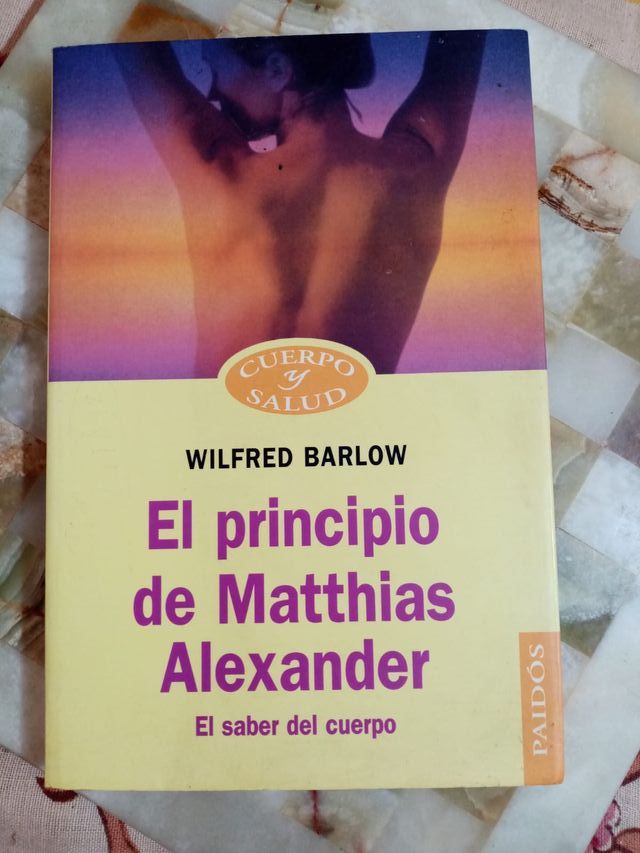 CUERPO
y
SALUD
WILFRED BARLOW
El principio
de Matthias
Alexander
El saber del cuerpo
PAIDÓS